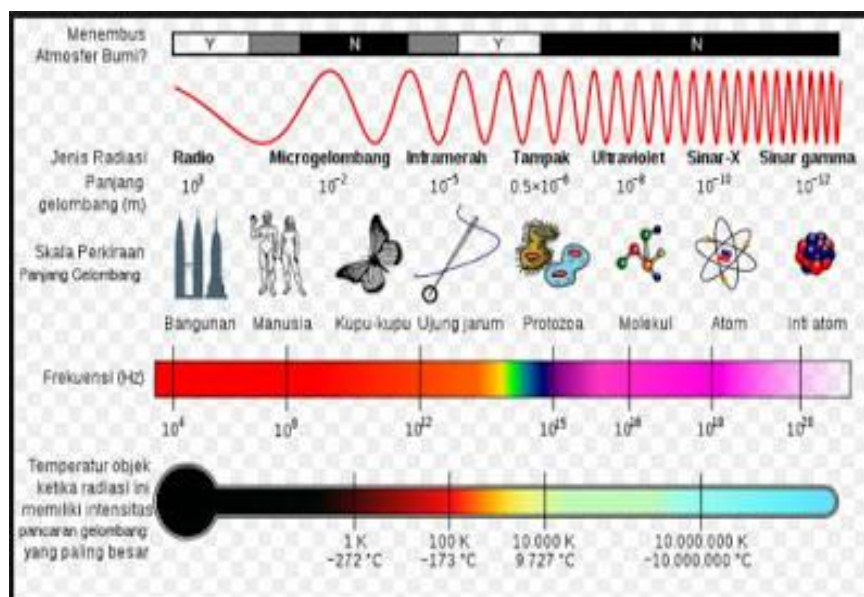 Menembus
Atmosfer Bumi?
Y N Y N
Jenis Radiasi Radio Microgelombang Inframerah Tampak Ultraviolet Sinar-X Sinar gamma
Panjang
gelombang (m)
10³ 10⁻² 10⁻⁵ 0.5×10⁻⁶ 10⁻⁸ 10⁻¹⁰ 10⁻¹²
Skala Perkiraan
Panjang Gelombang
Bangunan Manusia Kupu-kupu Ujung jarum Protozoa Molekul Atom Inti atom
Frekuensi (Hz)
10⁴ 10⁸ 10¹² 10¹⁵ 10¹⁶ 10¹⁸ 10²⁰
Temperatur objek
ketika radiasi ini
memiliki intensitas
pancaran gelombang
yang paling besar
1 K 100 K 10.000 K 10.000.000 K
−272 °C −173 °C 9.727 °C ~10.000.000 °C